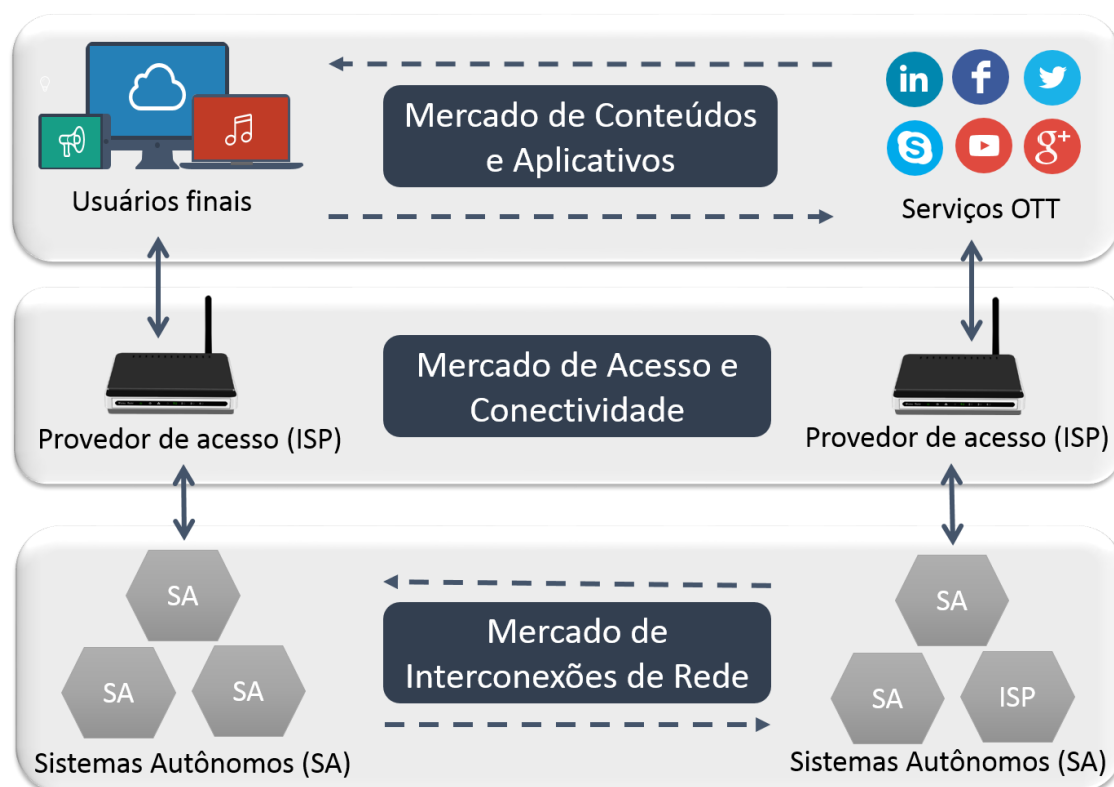 in
f
g+
Mercado de Conteúdos
e Aplicativos
Usuários finais
Serviços OTT
Mercado de Acesso e
Conectividade
Provedor de acesso (ISP)
Provedor de acesso (ISP)
SA
SA
SA
Mercado de
Interconexões de Rede
SA
SA
ISP
Sistemas Autônomos (SA)
Sistemas Autônomos (SA)